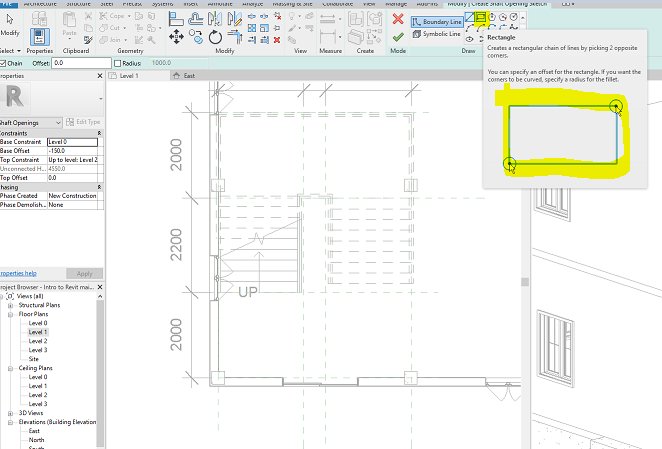 Architecture Structure Steel Precast Systems Insert Annotate Analyze Massing & Site Collaborate View Manage Add-Ins Modify | Create Shaft Opening Sketch
Modify
Paste
Cope
Cut
Join
Boundary Line
Symbolic Line
Select
Properties
Clipboard
Geometry
Modify
View
Measure
Create
Mode
Draw
Chain Offset: 0.0 Radius 1000.0
Rectangle
Creates a rectangular chain of lines by picking 2 opposite
corners.
You can specify an offset for the rectangle. If you want the
corners to be curved, specify a radius for the fillet.
roperties
Level 1
East
R
haft Openings
Edit Type
Constraints
Base Constraint Level 0
Base Offset -150.0
Top Constraint Up to level: Level 2
Unconnected H... 4550.0
Top Offset 0.0
hasing
Phase Created New Construction
Phase Demolish... None
roperties help
Apply
roject Browser - Intro to Revit mai...
Views (all)
Structural Plans
Floor Plans
Level 0
Level 1
Level 2
Level 3
Site
Ceiling Plans
Level 0
Level 1
Level 2
Level 3
3D Views
Elevations (Building Elevation
East
North
2000
2200
2000
UP